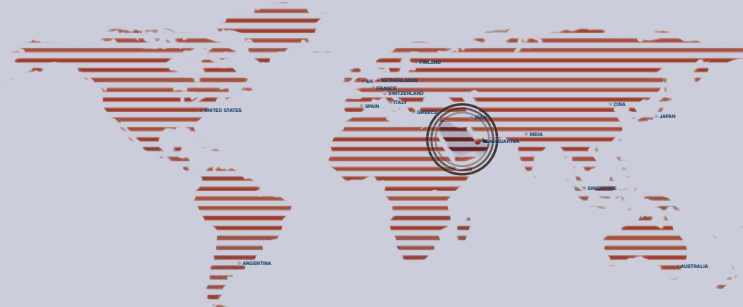 FINLAND
UK
NETHERLANDS
FRANCE
SWITZERLAND
ITALY
SPAIN
CINA
UNITED STATES
GREECE
JAPAN
INDIA
HEADQUARTER
SINGAPORE
ARGENTINA
AUSTRALIA